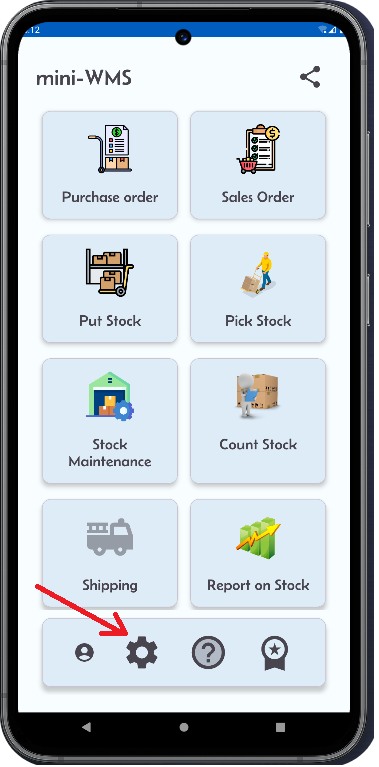 :12
mini-WMS
Purchase order
Sales Order
Put Stock
Pick Stock
Stock
Maintenance
Count Stock
Shipping
Report on Stock